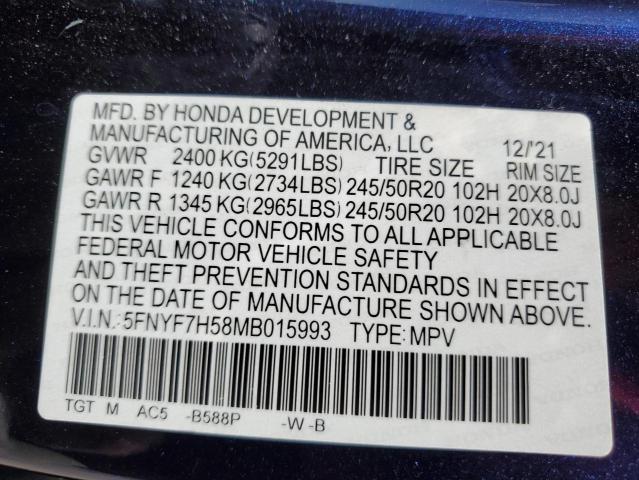 MFD. BY HONDA DEVELOPMENT &
MANUFACTURING OF AMERICA, LLC 12/'21
GVWR 2400 KG(5291LBS) TIRE SIZE RIM SIZE
GAWR F 1240 KG(2734LBS) 245/50R20 102H 20X8.0J
GAWR R 1345 KG(2965LBS) 245/50R20 102H 20X8.0J
THIS VEHICLE CONFORMS TO ALL APPLICABLE
FEDERAL MOTOR VEHICLE SAFETY
AND THEFT PREVENTION STANDARDS IN EFFECT
ON THE DATE OF MANUFACTURE SHOWN ABOVE.
V.I.N.:5FNYF7H58MB015993 TYPE:MPV
TGT M AC5 -B588P -W -B